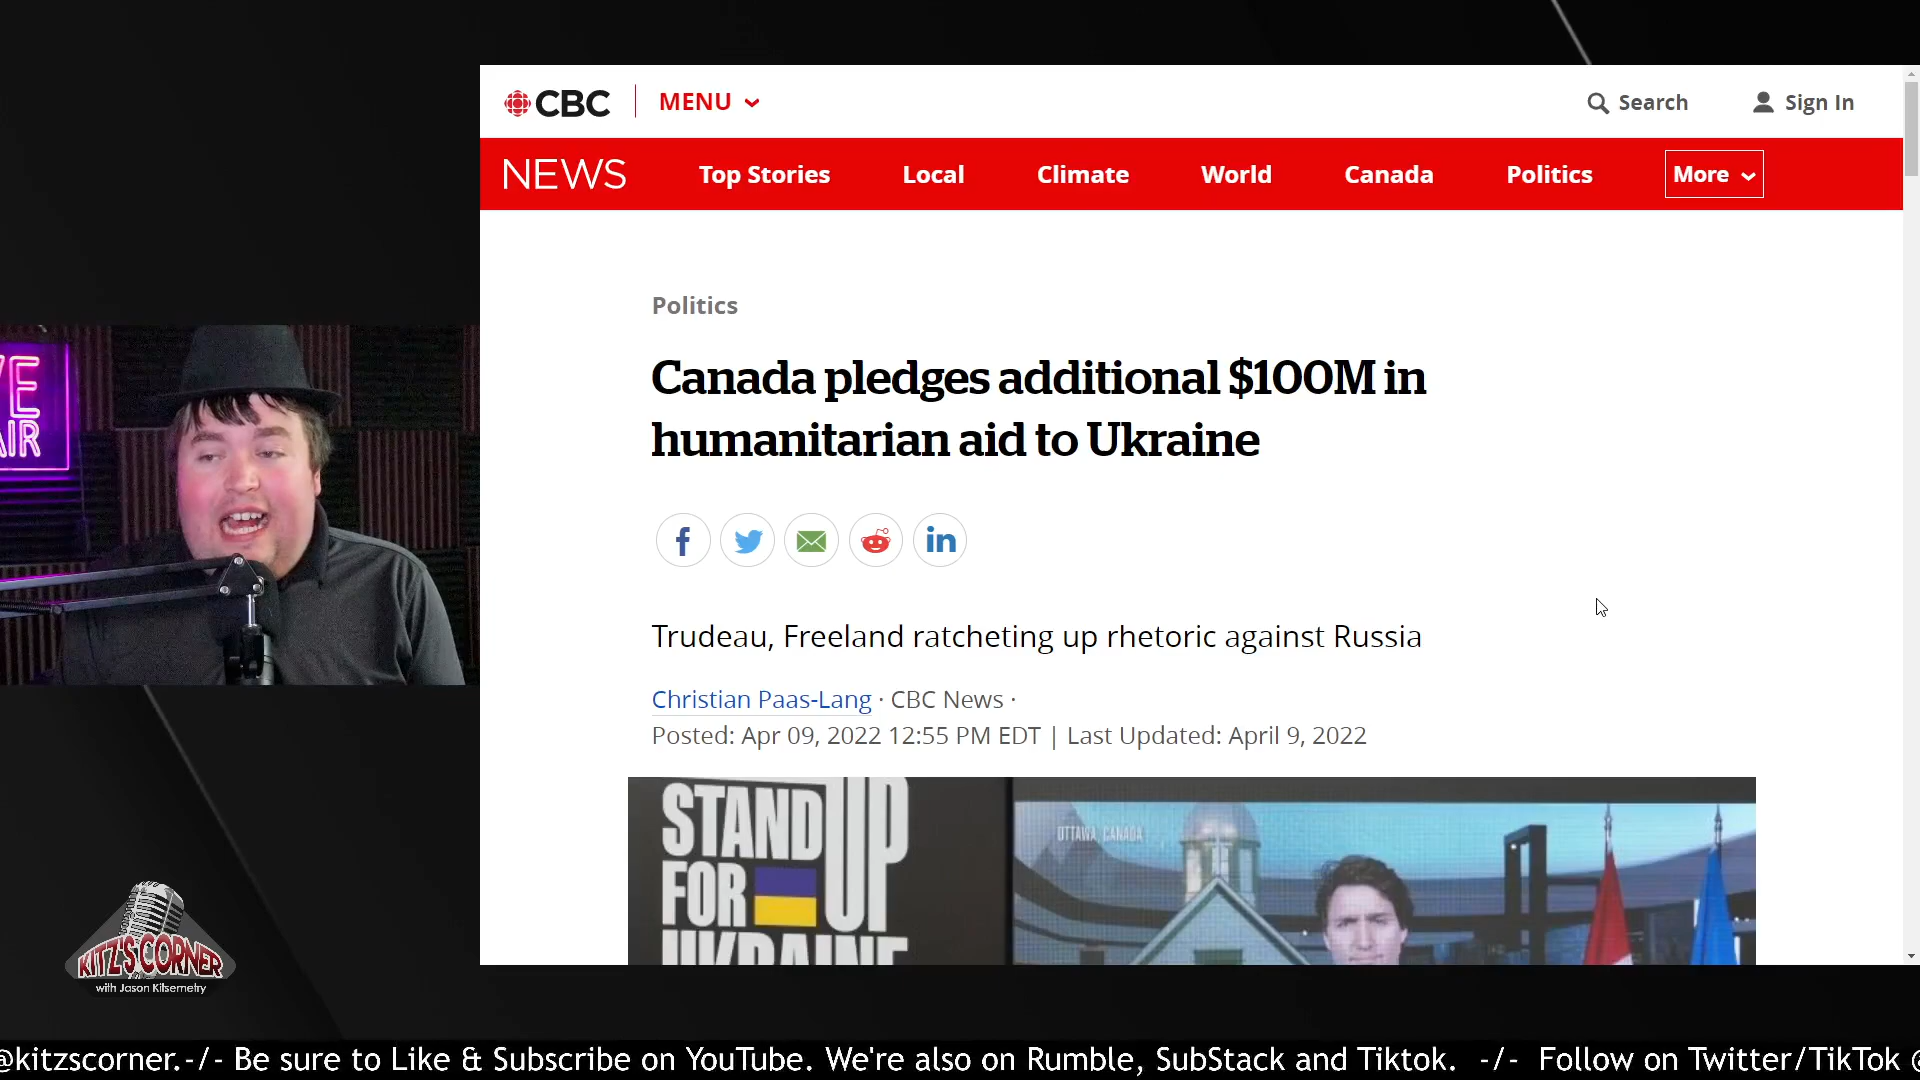 CBC
MENU
Search
Sign In
NEWS
Top Stories
Local
Climate
World
Canada
Politics
More
Politics
Canada pledges additional $100M in
humanitarian aid to Ukraine
Trudeau, Freeland ratcheting up rhetoric against Russia
Christian Paas-Lang · CBC News ·
Posted: Apr 09, 2022 12:55 PM EDT | Last Updated: April 9, 2022
STAND UP
FOR
UKRAINE
OTTAWA, CANADA
VE
AIR
KITZ'S CORNER
with Jason Kitsemetry
@kitzscorner.-/- Be sure to Like & Subscribe on YouTube. We're also on Rumble, SubStack and Tiktok. -/- Follow on Twitter/TikTok @